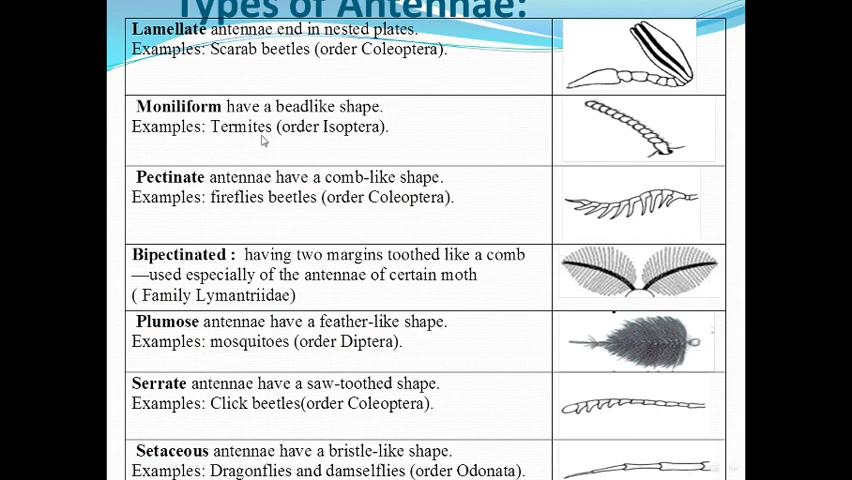 Types of Antennae:
Lamellate antennae end in nested plates.
Examples: Scarab beetles (order Coleoptera).
Moniliform have a beadlike shape.
Examples: Termites (order Isoptera).
Pectinate antennae have a comb-like shape.
Examples: fireflies beetles (order Coleoptera).
Bipectinated : having two margins toothed like a comb
—used especially of the antennae of certain moth
( Family Lymantriidae)
Plumose antennae have a feather-like shape.
Examples: mosquitoes (order Diptera).
Serrate antennae have a saw-toothed shape.
Examples: Click beetles(order Coleoptera).
Setaceous antennae have a bristle-like shape.
Examples: Dragonflies and damselflies (order Odonata).